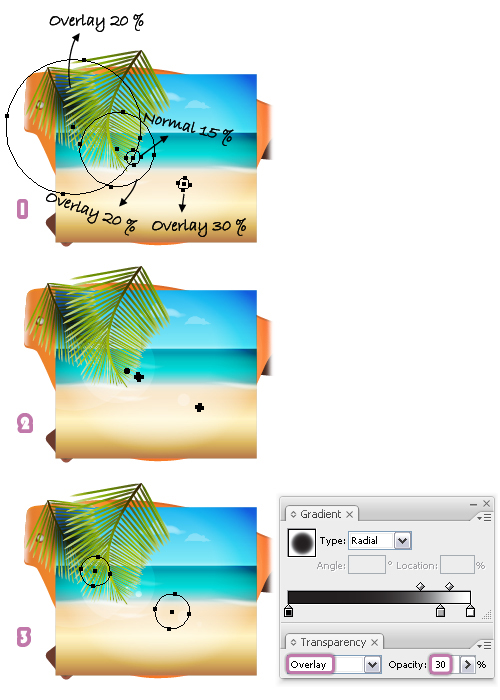 Overlay 20 %
Normal 15 %
Overlay 20 %
Overlay 30 %
1
2
3
Gradient
Type: Radial
Angle: ° Location: %
Transparency
Overlay Opacity: 30 %